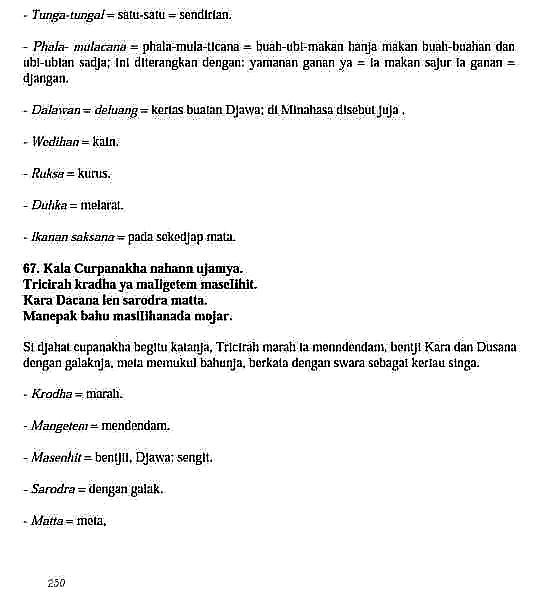 - Tunga-tungal = satu-satu = sendirian.
- Phala- mulacana = phala-mula-ticana = buah-ubi-makan hanja makan buah-buahan dan
ubi-ubian sadja; ini diterangkan dengan: yamanan ganan ya = ia makan sajur ia ganan =
djangan.
- Dalawan = deluang = kertas buatan Djawa; di Minahasa disebut juja .
- Wedihan = kain.
- Ruksa = kurus.
- Duhka = melarat.
- Ikanan saksana = pada sekedjap mata.
67. Kala Curpanakha nahann ujamya.
Tricirah kradha ya maligetem maselihit.
Kara Dacana len sarodra matta.
Manepak bahu masilihanada mojar.
Si djahat cupanakha begitu katanja, Tricirah marah ia menndendam, bentji Kara dan Dusana
dengan galaknja, meta memukul bahunja, berkata dengan swara sebagai keriau singa.
- Krodha = marah.
- Mangetem = mendendam.
- Masenhit = bentjii, Djawa: sengit.
- Sarodra = dengan galak.
- Matta = meta,
250